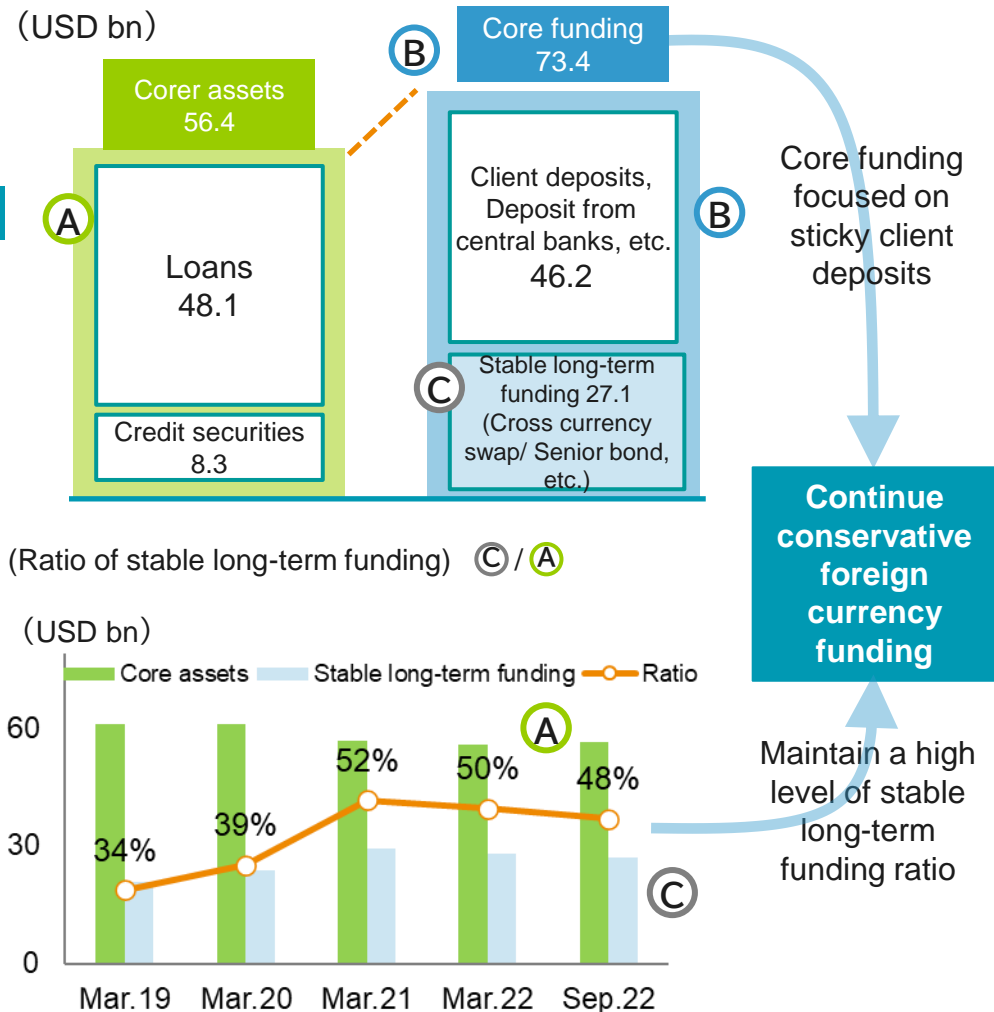 （USD bn）
Corer assets
56.4
A
Loans
48.1
Credit securities
8.3
B
Core funding
73.4
Client deposits,
Deposit from
central banks, etc.
46.2
B
C
Stable long-term
funding 27.1
(Cross currency
swap/ Senior bond,
etc.)
Core funding
focused on
sticky client
deposits
Continue
conservative
foreign
currency
funding
Maintain a high
level of stable
long-term
funding ratio
(Ratio of stable long-term funding) C / A
（USD bn）
Core assets Stable long-term funding Ratio
A
60
30
0
34%
39%
52%
50%
48%
C
Mar.19 Mar.20 Mar.21 Mar.22 Sep.22